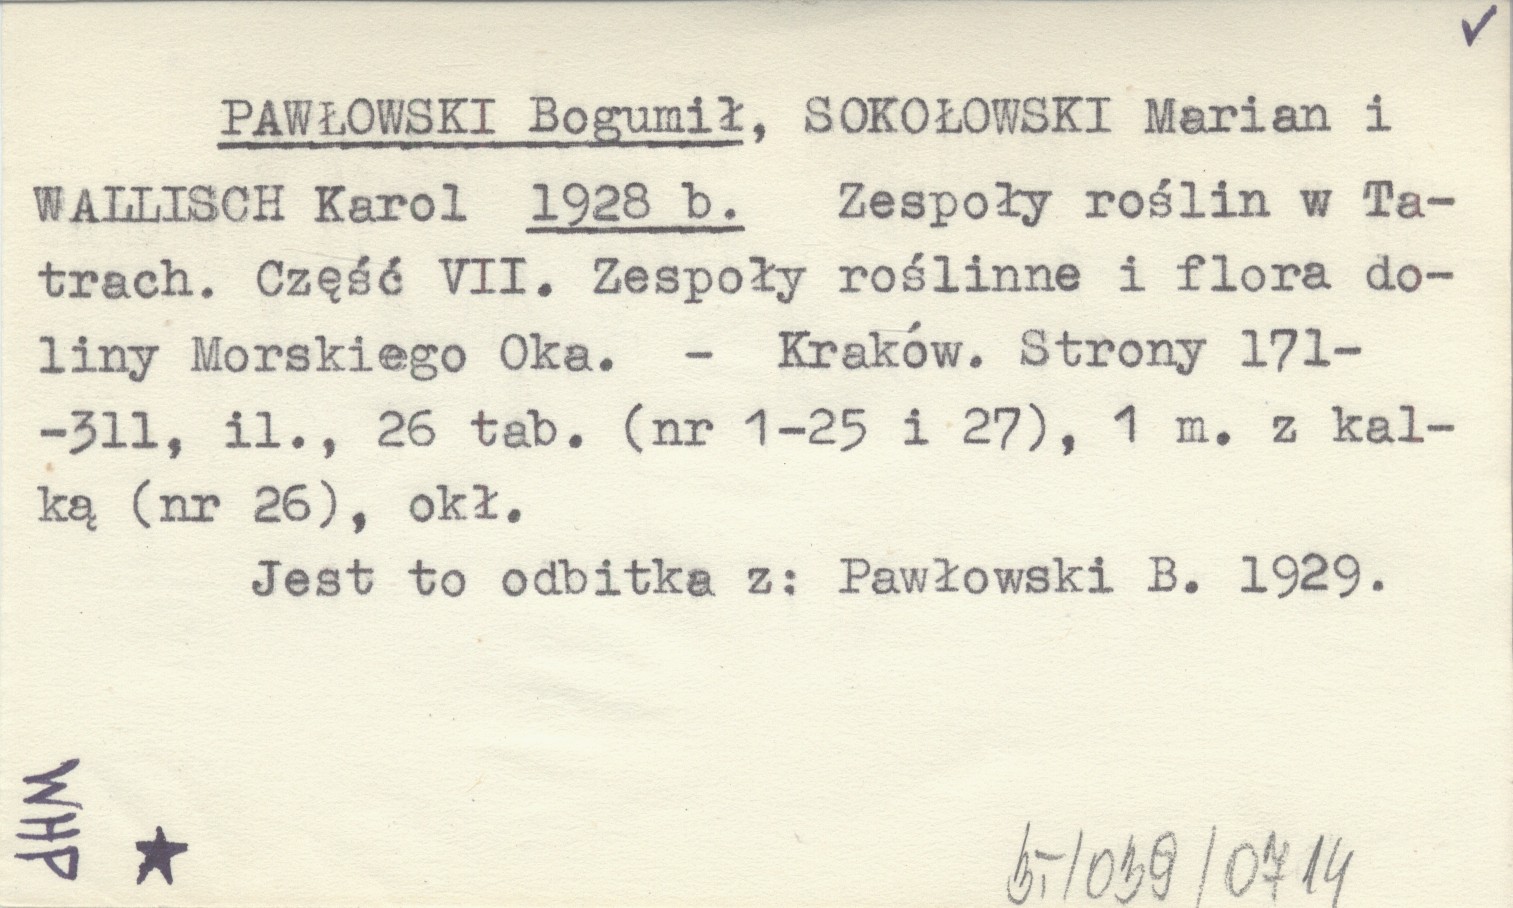 ✓
PAWŁOWSKI Bogumił, SOKOŁOWSKI Marian i
WALLISCH Karol 1928 b. Zespoły roślin w Ta-
trach. Część VII. Zespoły roślinne i flora do-
liny Morskiego Oka. - Kraków. Strony 171-
-311, il., 26 tab. (nr 1-25 i 27), 1 m. z kal-
ką (nr 26), okł.
Jest to odbitka z: Pawłowski B. 1929.
WHP
★
/039/0714